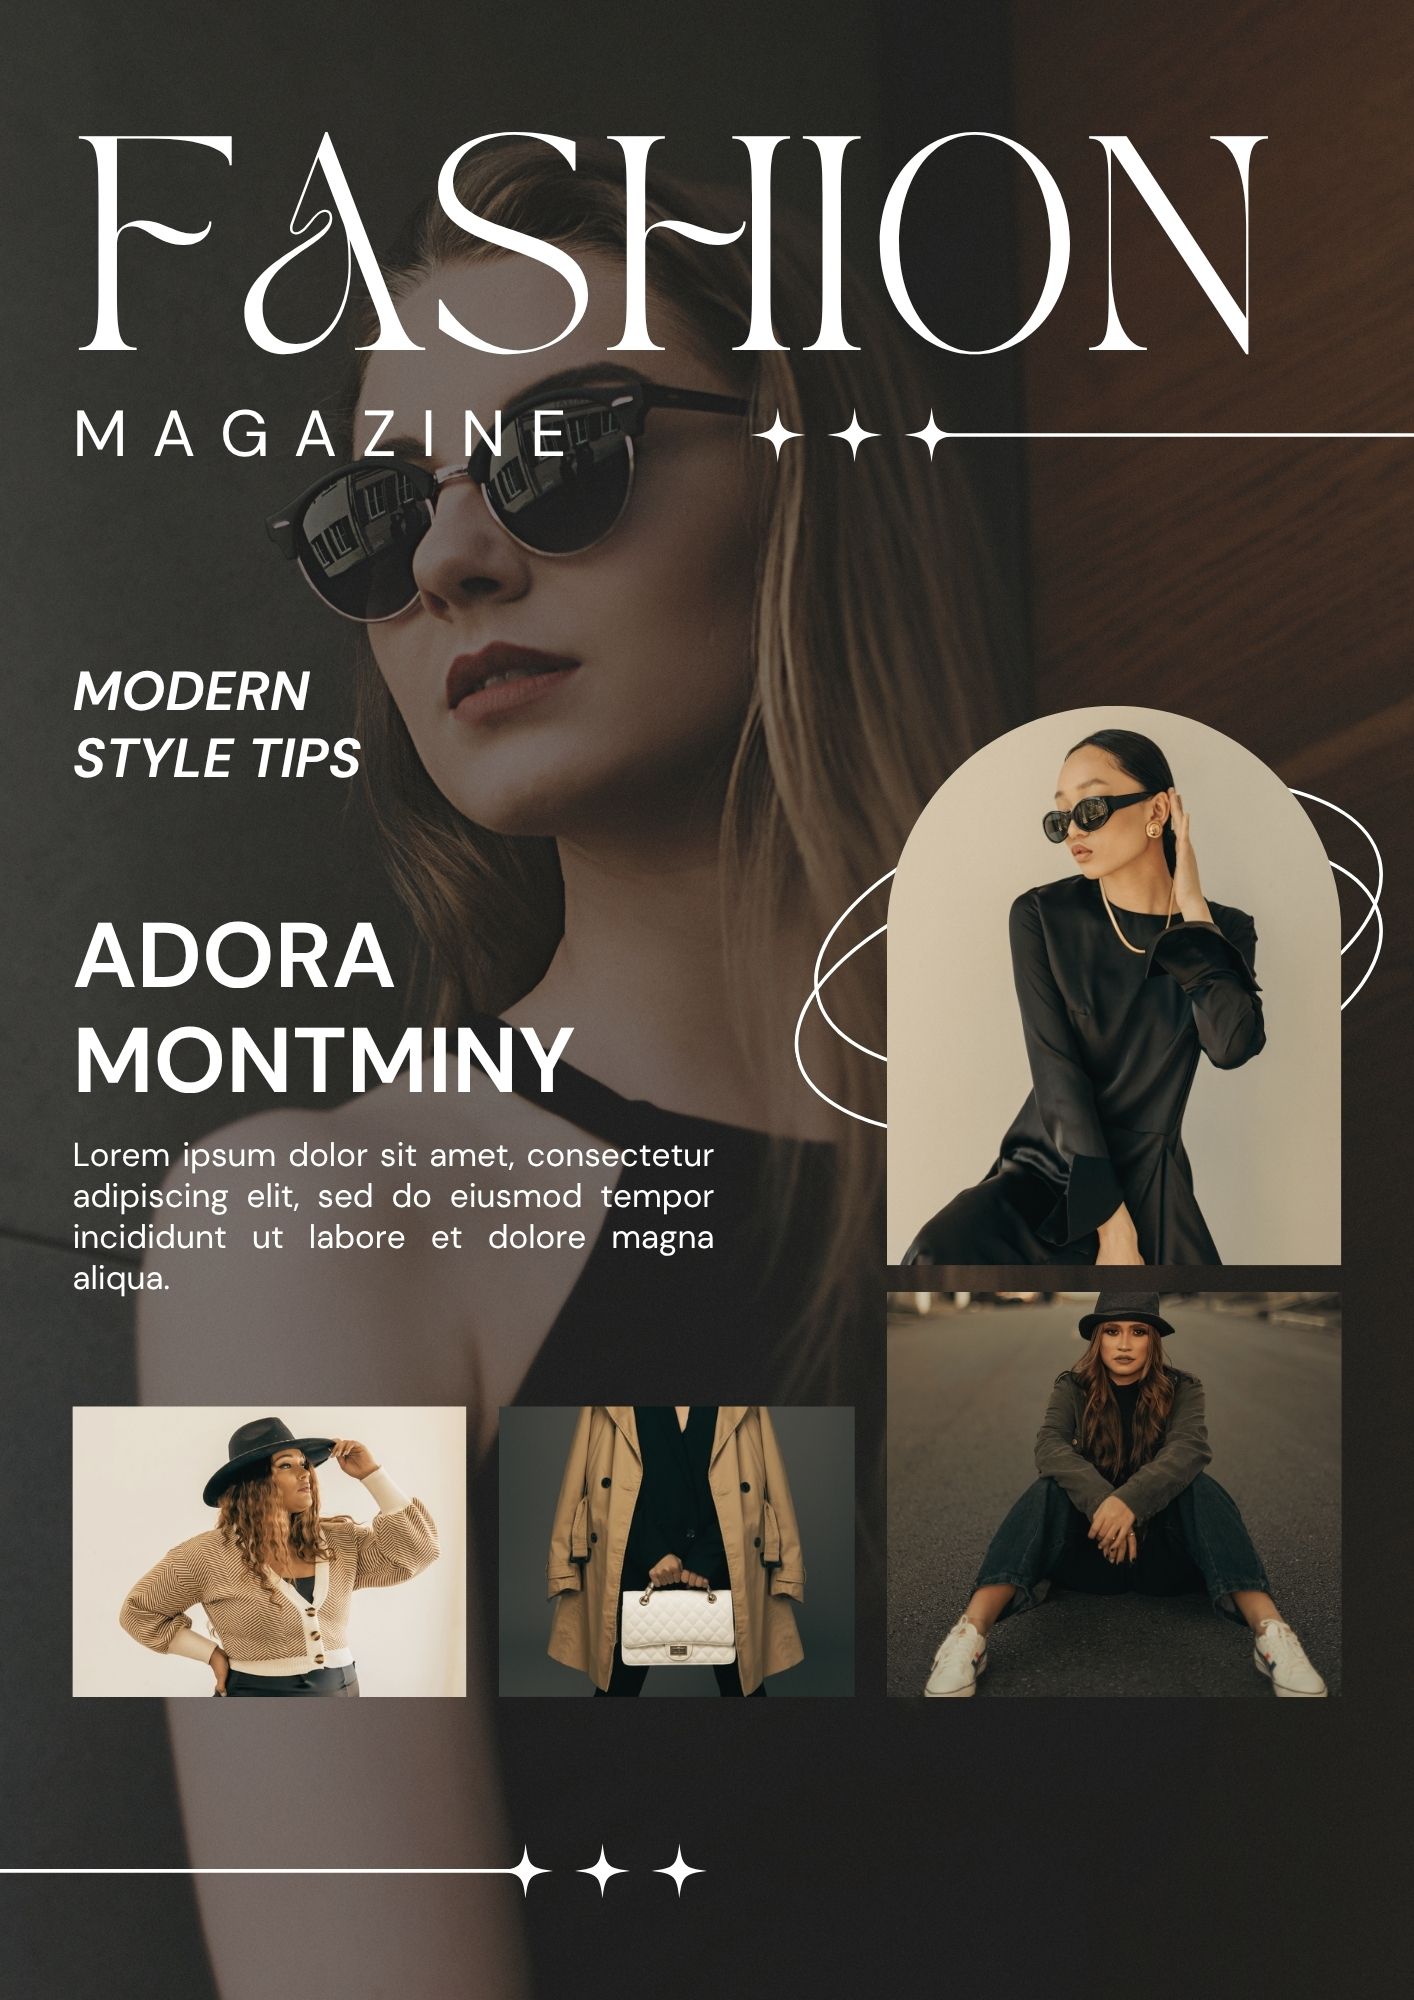 FASHION
MAGAZINE
MODERN
STYLE TIPS
ADORA
MONTMINY
Lorem ipsum dolor sit amet, consectetur
adipiscing elit, sed do eiusmod tempor
incididunt ut labore et dolore magna
aliqua.